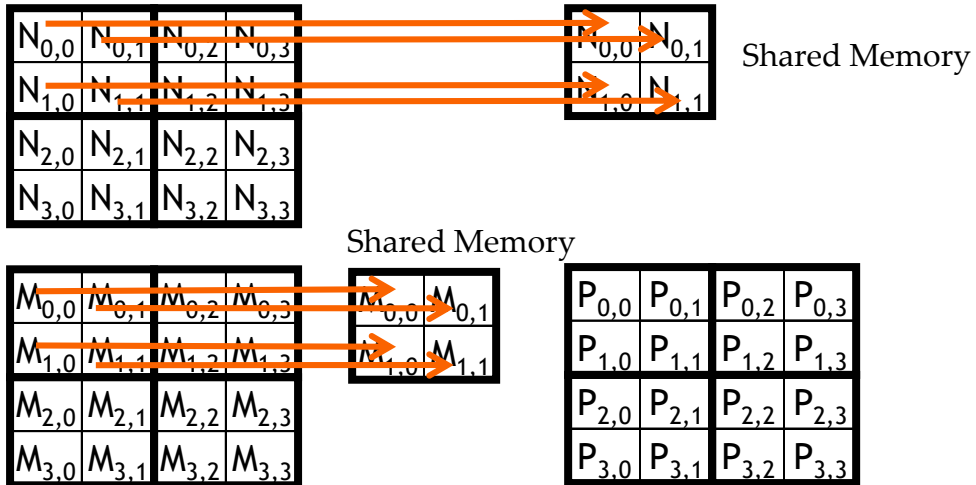 N0,0 N0,1 N0,2 N0,3
N1,0 N1,1 N1,2 N1,3
N2,0 N2,1 N2,2 N2,3
N3,0 N3,1 N3,2 N3,3
N0,0 N0,1
N1,0 N1,1
Shared Memory
Shared Memory
M0,0 M0,1 M0,2 M0,3
M1,0 M1,1 M1,2 M1,3
M2,0 M2,1 M2,2 M2,3
M3,0 M3,1 M3,2 M3,3
M0,0 M0,1
M1,0 M1,1
P0,0 P0,1 P0,2 P0,3
P1,0 P1,1 P1,2 P1,3
P2,0 P2,1 P2,2 P2,3
P3,0 P3,1 P3,2 P3,3